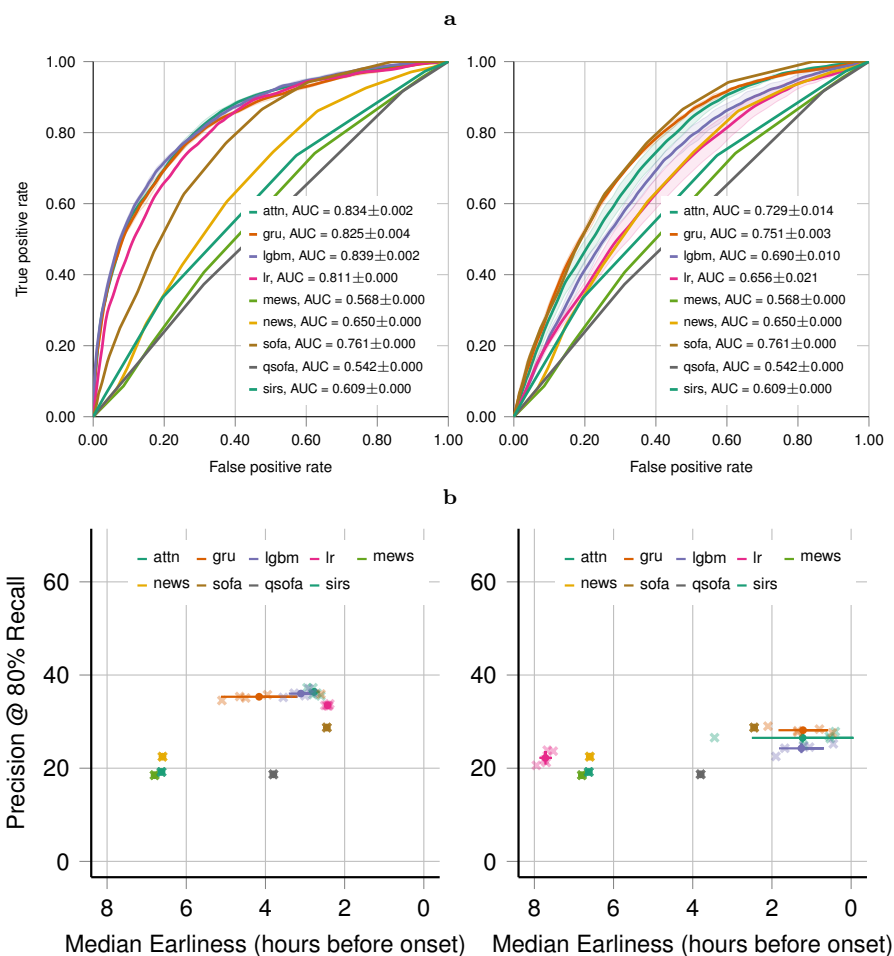 a
1.00
0.80
0.60
0.40
0.20
0.00
True positive rate
attn, AUC = 0.834±0.002
gru, AUC = 0.825±0.004
lgbm, AUC = 0.839±0.002
lr, AUC = 0.811±0.000
mews, AUC = 0.568±0.000
news, AUC = 0.650±0.000
sofa, AUC = 0.761±0.000
qsofa, AUC = 0.542±0.000
sirs, AUC = 0.609±0.000
0.00 0.20 0.40 0.60 0.80 1.00
False positive rate
1.00
0.80
0.60
0.40
0.20
0.00
attn, AUC = 0.729±0.014
gru, AUC = 0.751±0.003
lgbm, AUC = 0.690±0.010
lr, AUC = 0.656±0.021
mews, AUC = 0.568±0.000
news, AUC = 0.650±0.000
sofa, AUC = 0.761±0.000
qsofa, AUC = 0.542±0.000
sirs, AUC = 0.609±0.000
0.00 0.20 0.40 0.60 0.80 1.00
False positive rate
b
Precision @ 80% Recall
60
40
20
0
attn gru lgbm lr mews
news sofa qsofa sirs
8 6 4 2 0
Median Earliness (hours before onset)
60
40
20
0
attn gru lgbm lr mews
news sofa qsofa sirs
8 6 4 2 0
Median Earliness (hours before onset)